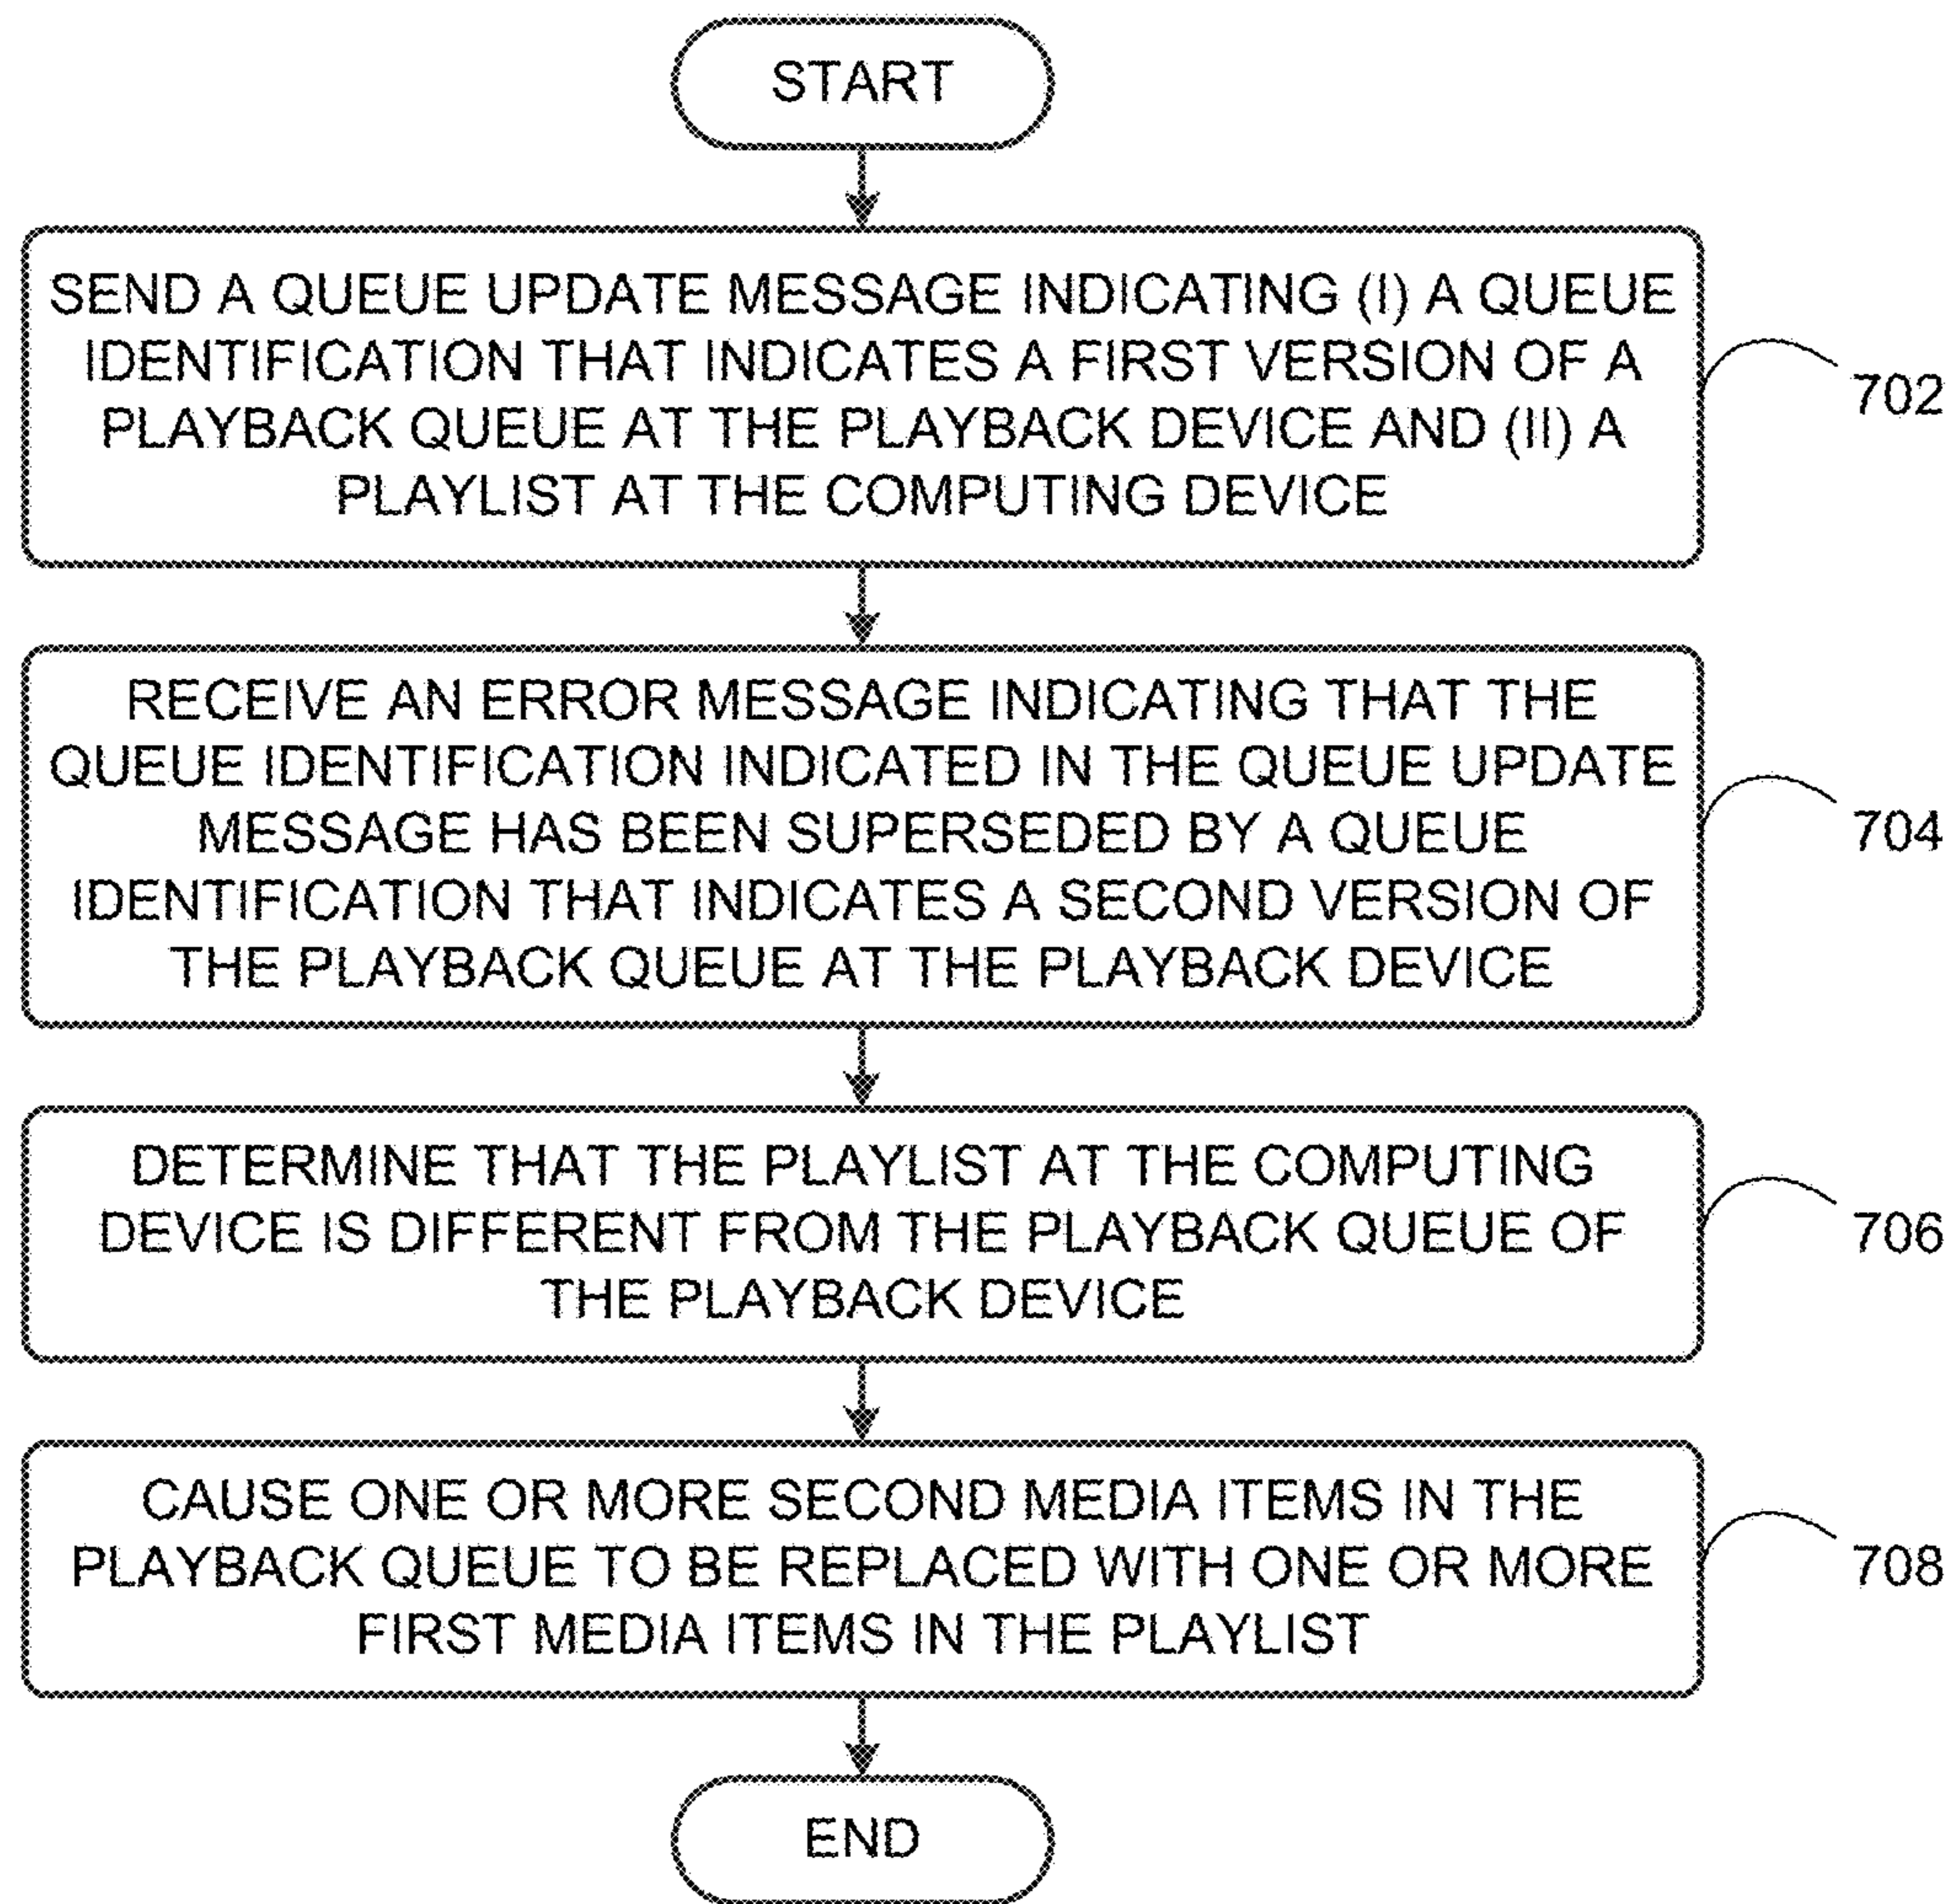 START
SEND A QUEUE UPDATE MESSAGE INDICATING (I) A QUEUE
IDENTIFICATION THAT INDICATES A FIRST VERSION OF A
PLAYBACK QUEUE AT THE PLAYBACK DEVICE AND (II) A
PLAYLIST AT THE COMPUTING DEVICE
702
RECEIVE AN ERROR MESSAGE INDICATING THAT THE
QUEUE IDENTIFICATION INDICATED IN THE QUEUE UPDATE
MESSAGE HAS BEEN SUPERSEDED BY A QUEUE
IDENTIFICATION THAT INDICATES A SECOND VERSION OF
THE PLAYBACK QUEUE AT THE PLAYBACK DEVICE
704
DETERMINE THAT THE PLAYLIST AT THE COMPUTING
DEVICE IS DIFFERENT FROM THE PLAYBACK QUEUE OF
THE PLAYBACK DEVICE
706
CAUSE ONE OR MORE SECOND MEDIA ITEMS IN THE
PLAYBACK QUEUE TO BE REPLACED WITH ONE OR MORE
FIRST MEDIA ITEMS IN THE PLAYLIST
708
END